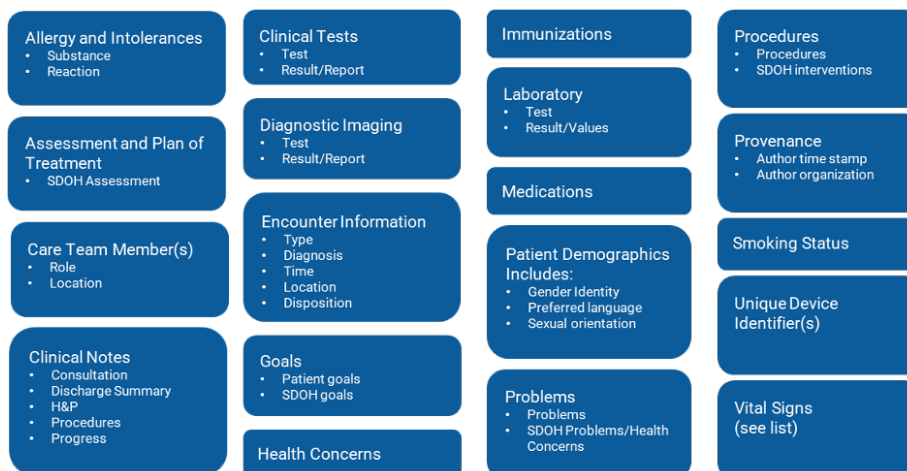 Allergy and Intolerances
• Substance
• Reaction
Assessment and Plan of
Treatment
• SDOH Assessment
Care Team Member(s)
• Role
• Location
Clinical Notes
• Consultation
• Discharge Summary
• H&P
• Procedures
• Progress
Clinical Tests
• Test
• Result/Report
Diagnostic Imaging
• Test
• Result/Report
Encounter Information
• Type
• Diagnosis
• Time
• Location
• Disposition
Goals
• Patient goals
• SDOH goals
Health Concerns
Immunizations
Laboratory
• Test
• Result/Values
Medications
Patient Demographics
Includes:
• Gender Identity
• Preferred language
• Sexual orientation
Problems
• Problems
• SDOH Problems/Health
Concerns
Procedures
• Procedures
• SDOH interventions
Provenance
• Author time stamp
• Author organization
Smoking Status
Unique Device
Identifier(s)
Vital Signs
(see list)